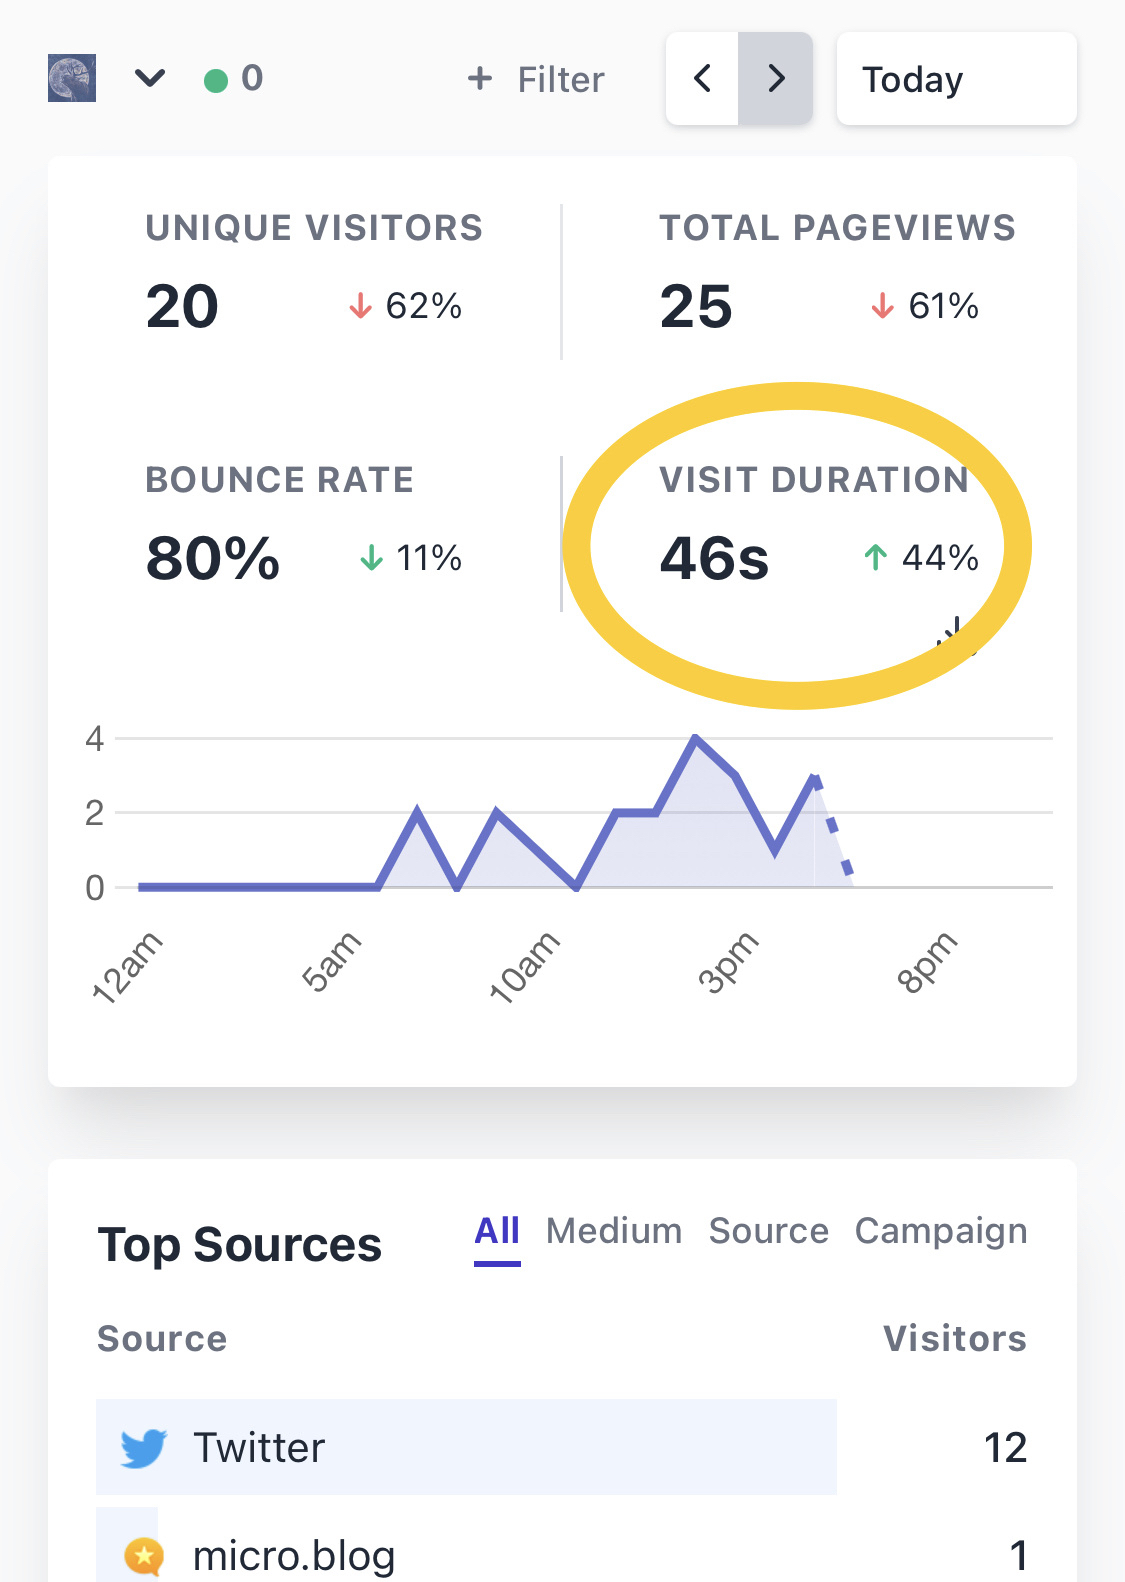 0
+ Filter
Today
UNIQUE VISITORS
TOTAL PAGEVIEWS
20
62%
25
61%
BOUNCE RATE
VISIT DURATION
80%
11%
46s
44%
4
2
0
12am
5am
10am
3pm
8pm
Top Sources
All
Medium
Source
Campaign
Source
Visitors
Twitter
12
micro.blog
1